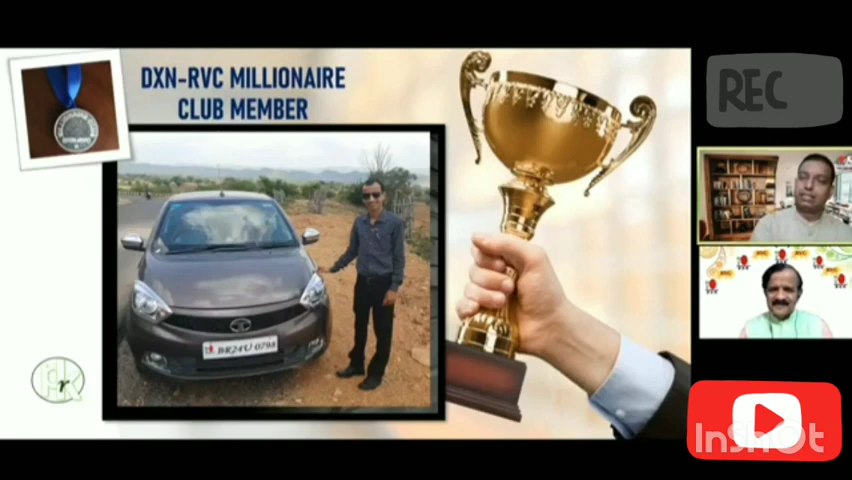 DXN-RVC MILLIONAIRE
CLUB MEMBER
REC
BR24U 0798
InShOt